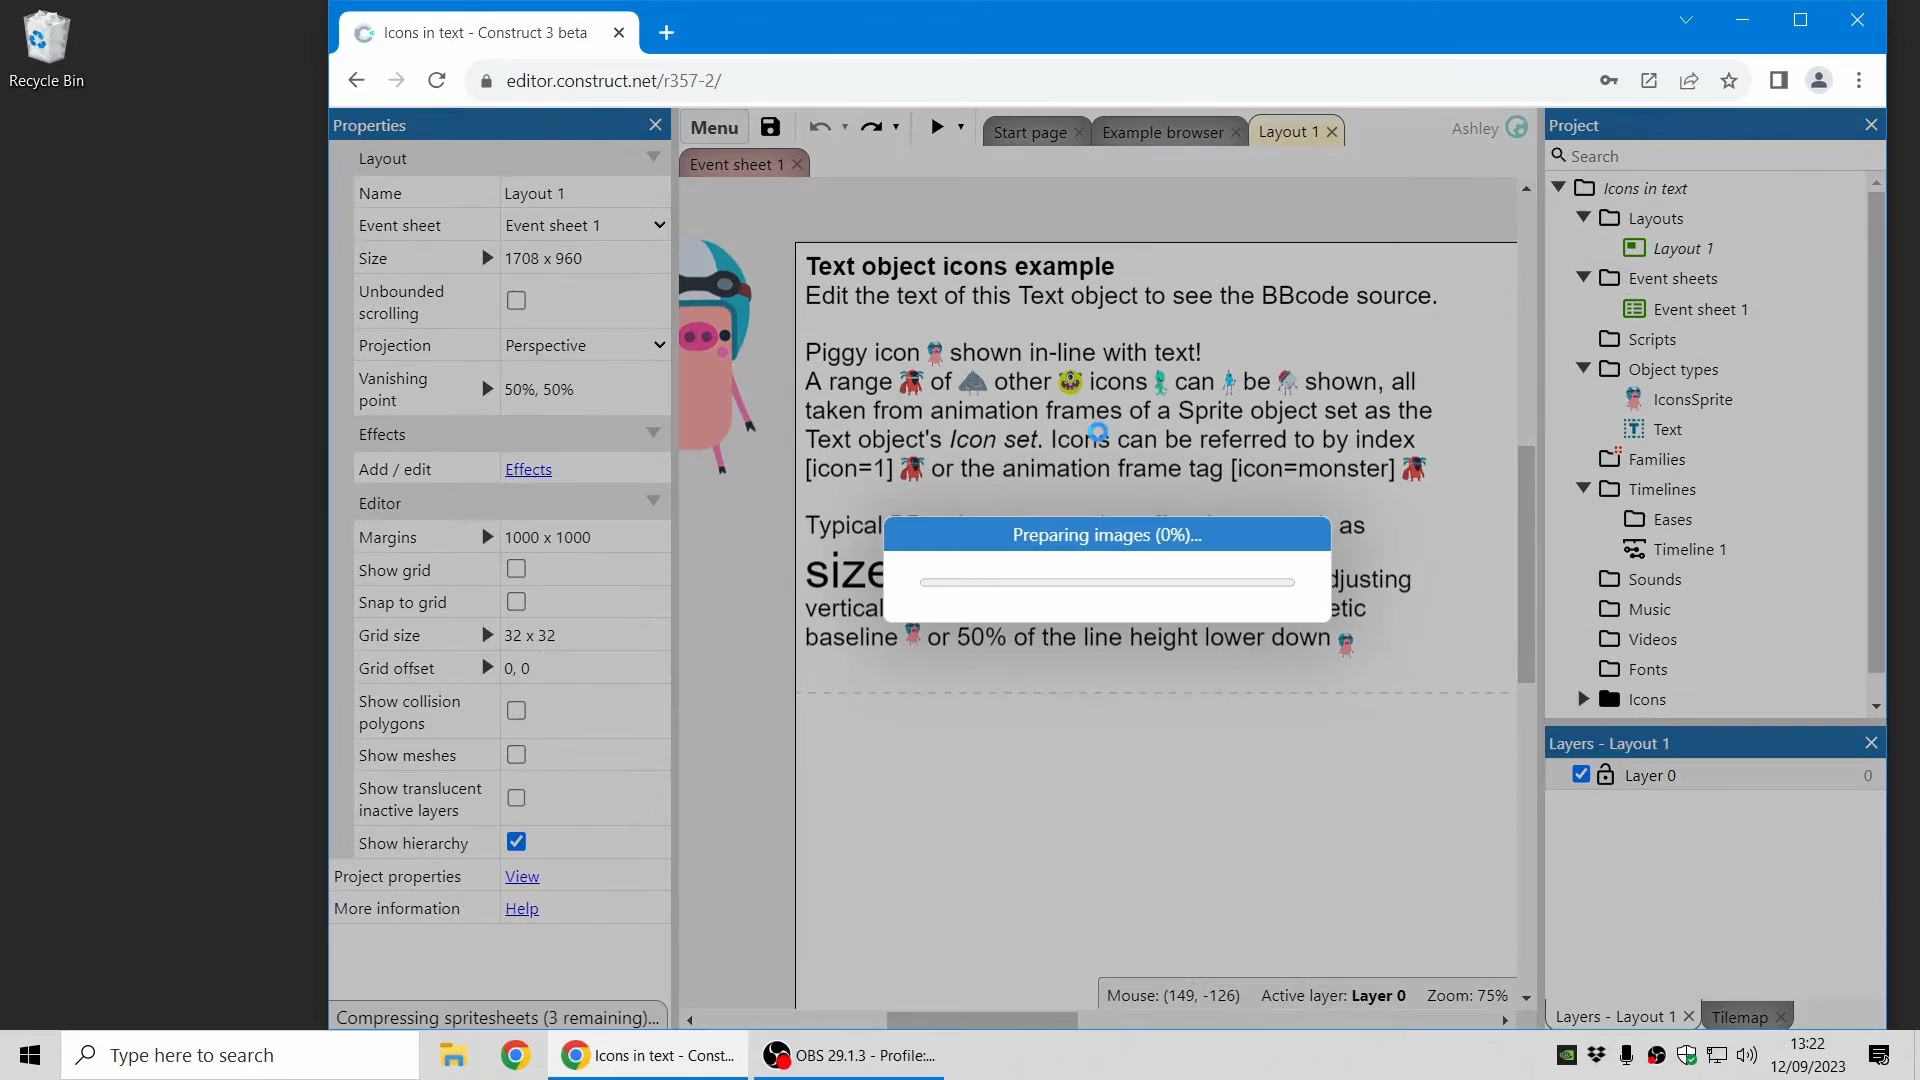 Recycle Bin
Icons in text - Construct 3 beta
editor.construct.net/r357-2/
Properties
Layout
Name Layout 1
Event sheet Event sheet 1
Size 1708 x 960
Unbounded
scrolling
Projection Perspective
Vanishing
point
50%, 50%
Effects
Add / edit Effects
Editor
Margins 1000 x 1000
Show grid
Snap to grid
Grid size 32 x 32
Grid offset 0, 0
Show collision
polygons
Show meshes
Show translucent
inactive layers
Show hierarchy
Project properties View
More information Help
Compressing spritesheets (3 remaining)...
Menu
Start page
Example browser
Layout 1
Ashley
Event sheet 1
Text object icons example
Edit the text of this Text object to see the BBcode source.
Piggy icon shown in-line with text!
A range of other icons can be shown, all
taken from animation frames of a Sprite object set as the
Text object's Icon set. Icons can be referred to by index
[icon=1] or the animation frame tag [icon=monster]
Typical as
size djusting
vertical etic
baseline or 50% of the line height lower down
Preparing images (0%)...
Mouse: (149, -126) Active layer: Layer 0 Zoom: 75%
Project
Search
Icons in text
Layouts
Layout 1
Event sheets
Event sheet 1
Scripts
Object types
IconsSprite
Text
Families
Timelines
Eases
Timeline 1
Sounds
Music
Videos
Fonts
Icons
Layers - Layout 1
Layer 0 0
Layers - Layout 1
Tilemap
Type here to search
Icons in text - Const...
OBS 29.1.3 - Profile:...
13:22
12/09/2023